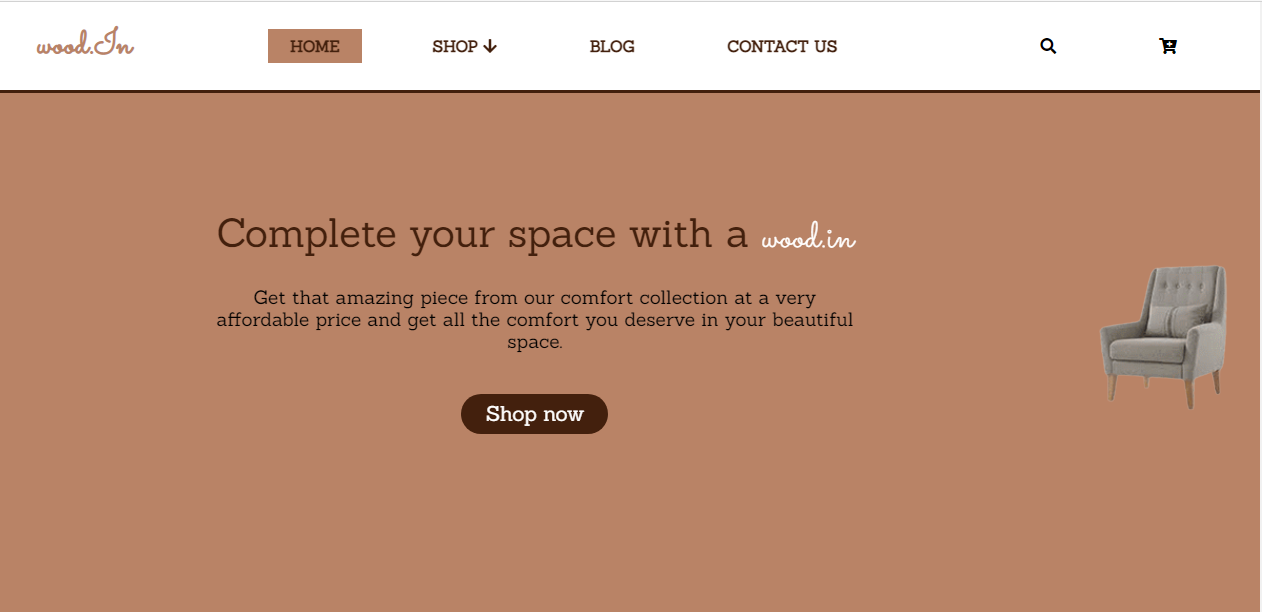 wood.In
HOME
SHOP
BLOG
CONTACT US
Complete your space with a wood.in
Get that amazing piece from our comfort collection at a very
affordable price and get all the comfort you deserve in your beautiful
space.
Shop now